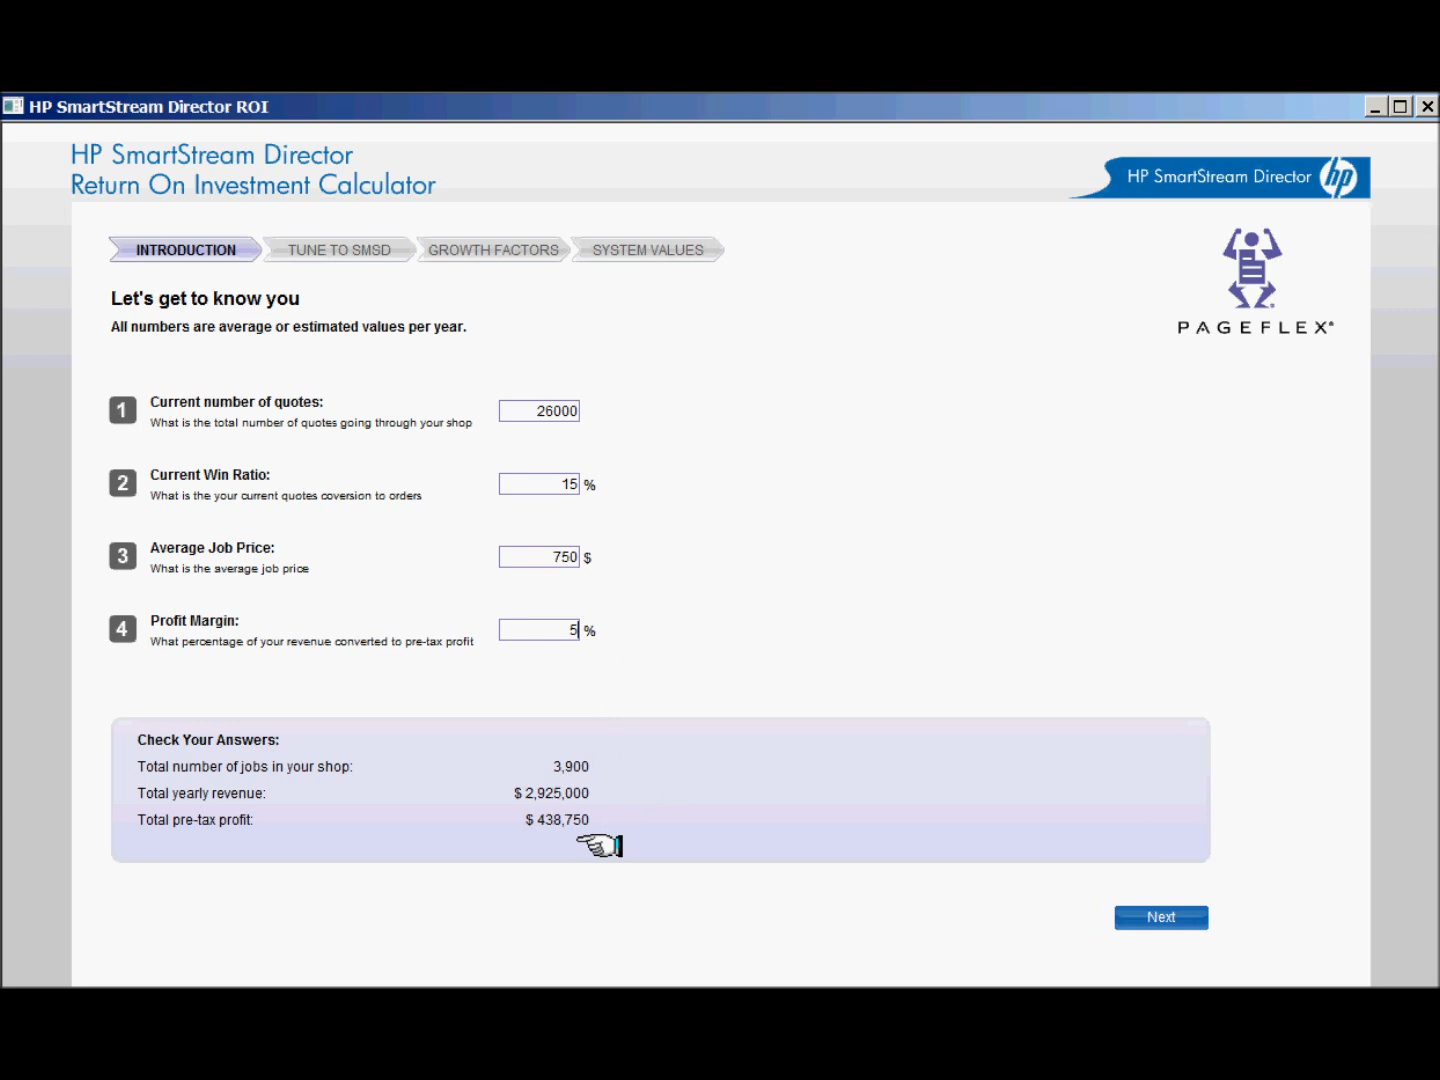 HP SmartStream Director ROI
HP SmartStream Director
Return On Investment Calculator
HP SmartStream Director hp
INTRODUCTION TUNE TO SMSD GROWTH FACTORS SYSTEM VALUES
PAGEFLEX
Let's get to know you
All numbers are average or estimated values per year.
1 Current number of quotes: 26000
What is the total number of quotes going through your shop
2 Current Win Ratio: 15 %
What is the your current quotes coversion to orders
3 Average Job Price: 750 $
What is the average job price
4 Profit Margin: 5 %
What percentage of your revenue converted to pre-tax profit
Check Your Answers:
Total number of jobs in your shop: 3,900
Total yearly revenue: $ 2,925,000
Total pre-tax profit: $ 438,750
Next